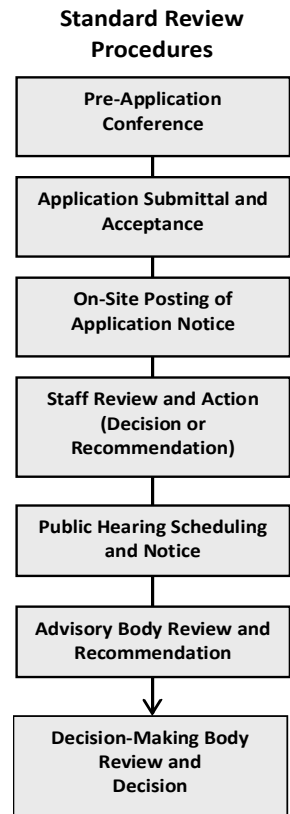 Standard Review
Procedures
Pre-Application
Conference
Application Submittal and
Acceptance
On-Site Posting of
Application Notice
Staff Review and Action
(Decision or
Recommendation)
Public Hearing Scheduling
and Notice
Advisory Body Review and
Recommendation
Decision-Making Body
Review and
Decision